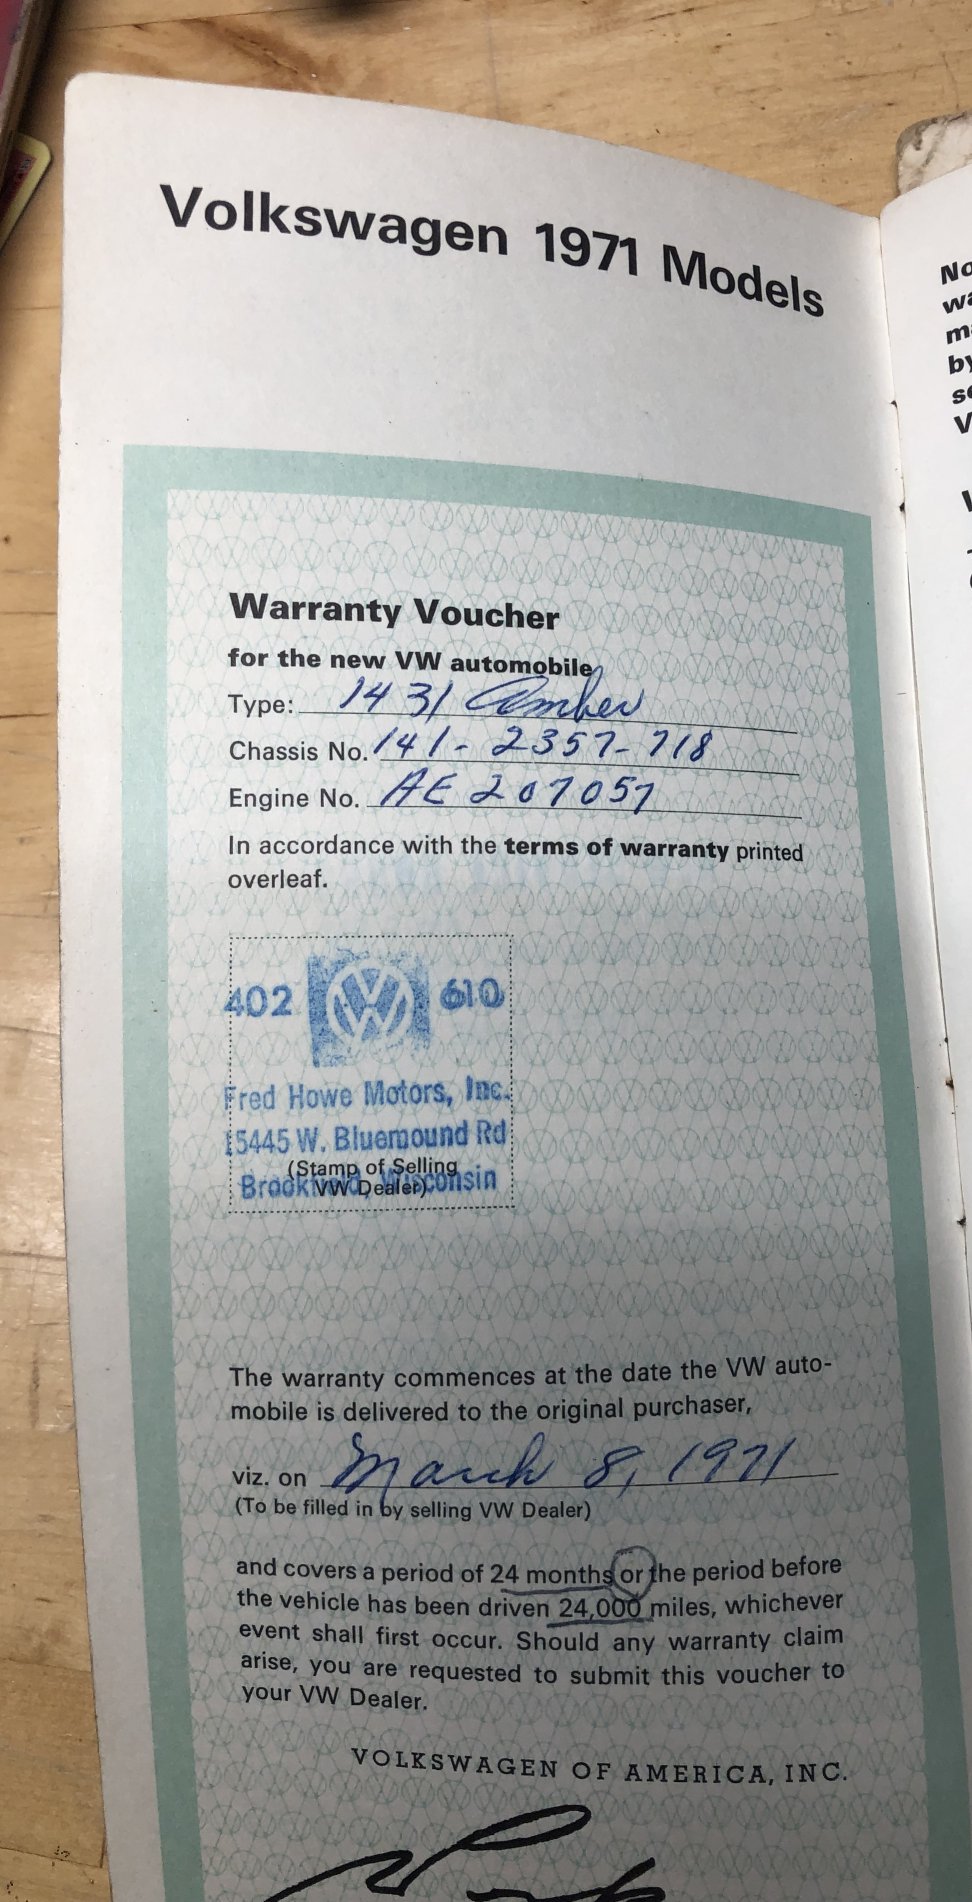 Volkswagen 1971 Models
Warranty Voucher
for the new VW automobile
Type: 1431 Amber
Chassis No. 141-2357-718
Engine No. AE 207057
In accordance with the terms of warranty printed
overleaf.
402 610
Fred Howe Motors, Inc.
15445 W. Bluemound Rd
(Stamp of Selling
Brookfield, Wisconsin
VW Dealer)
The warranty commences at the date the VW auto-
mobile is delivered to the original purchaser,
viz. on March 8, 1971
(To be filled in by selling VW Dealer)
and covers a period of 24 months or the period before
the vehicle has been driven 24,000 miles, whichever
event shall first occur. Should any warranty claim
arise, you are requested to submit this voucher to
your VW Dealer.
VOLKSWAGEN OF AMERICA, INC.
No
by